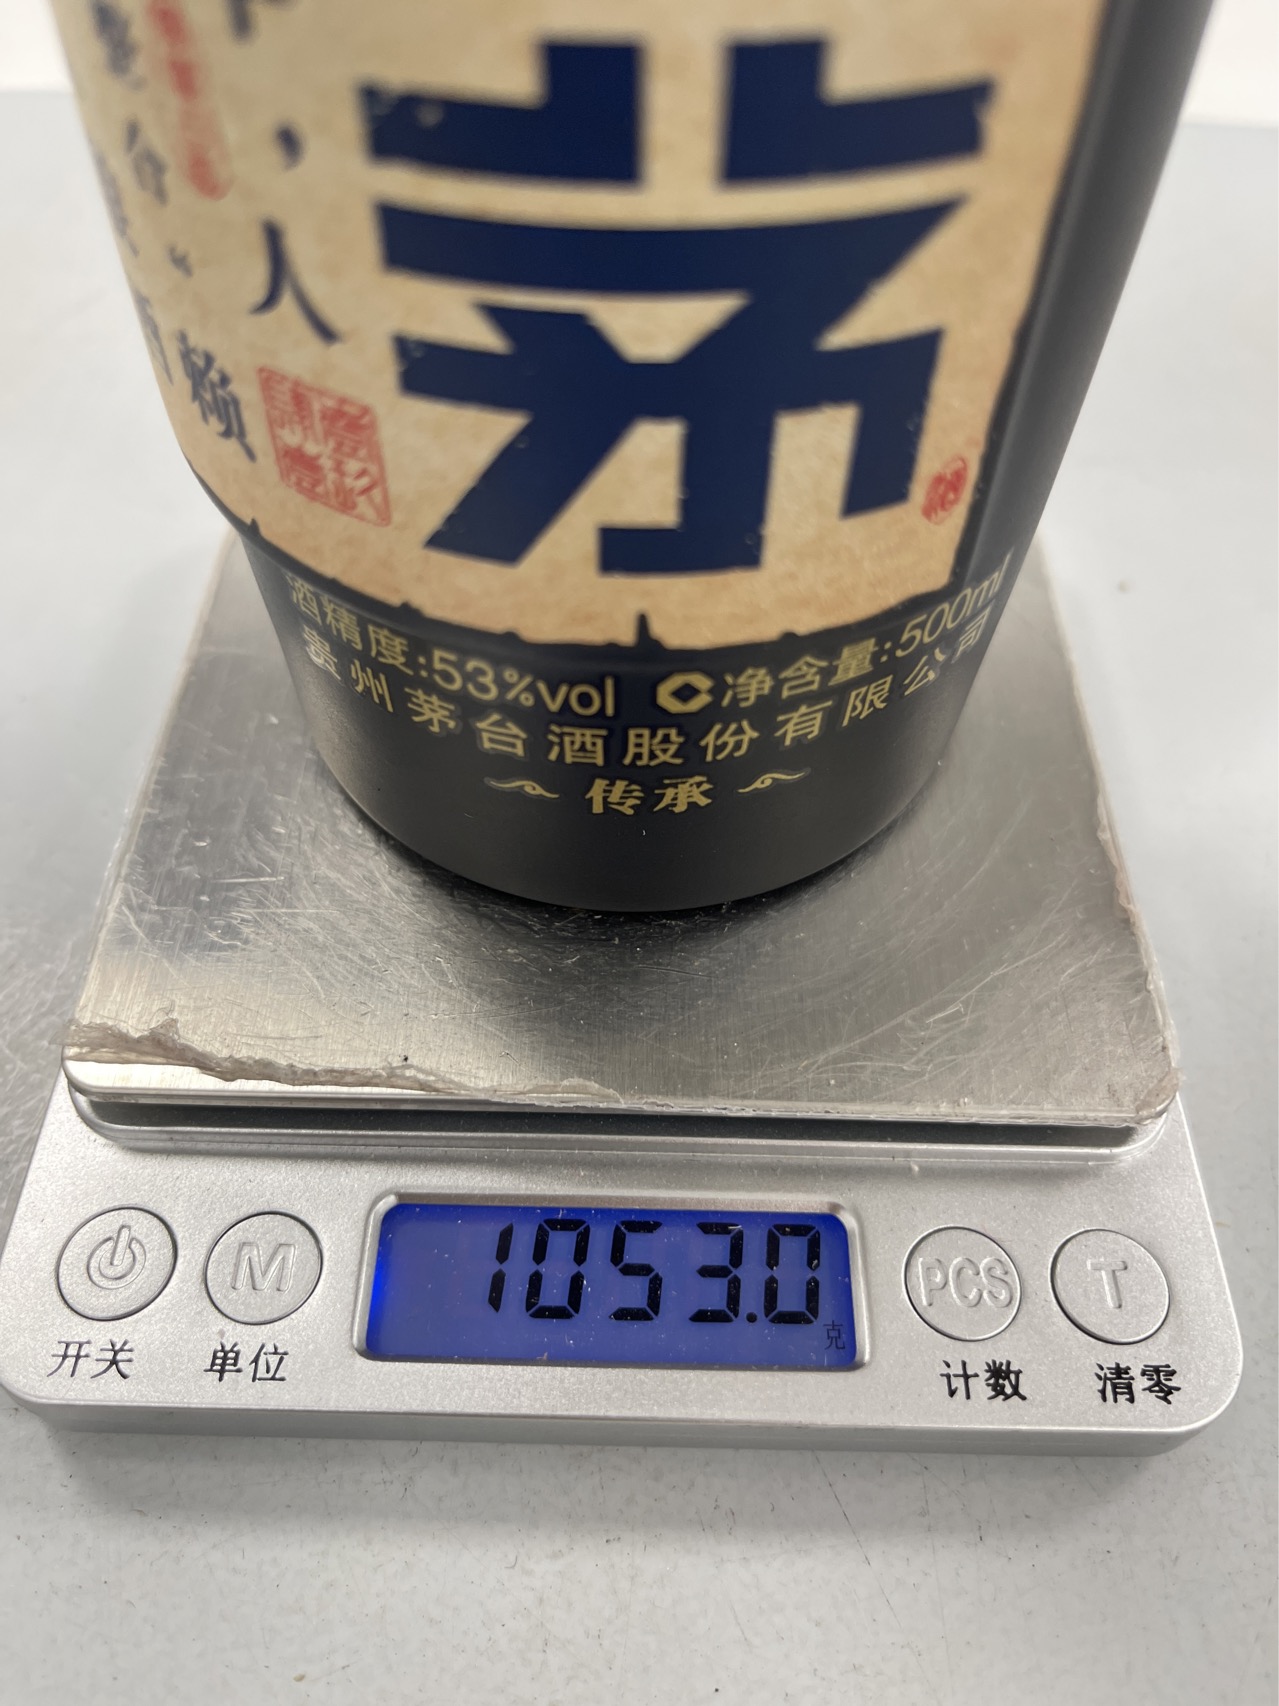 茅
，人
赖
酒精度:53%vol 净含量:500ml
贵州茅台酒股份有限公司
传承
1053.0
克
M
PCS
T
开关
单位
计数
清零